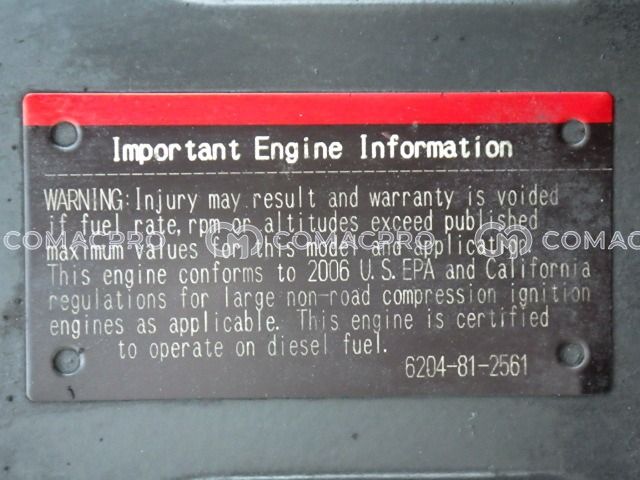 Important Engine Information
WARNING: Injury may result and warranty is voided
if fuel rate, rpm or altitudes exceed published
maximum values for this model and application.
This engine conforms to 2006 U.S. EPA and California
regulations for large non-road compression ignition
engines as applicable. This engine is certified
to operate on diesel fuel.
6204-81-2561
COMACPRO COMACPRO COMACPRO